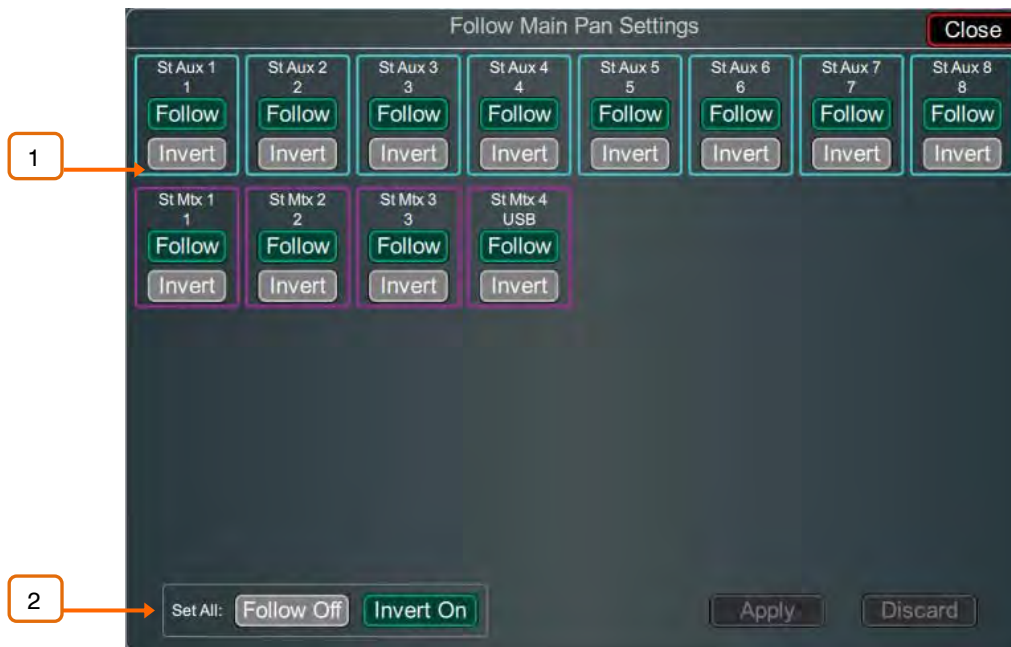 Follow Main Pan Settings
Close
St Aux 1 St Aux 2 St Aux 3 St Aux 4 St Aux 5 St Aux 6 St Aux 7 St Aux 8
1 2 3 4 5 6 7 8
Follow Follow Follow Follow Follow Follow Follow Follow
Invert Invert Invert Invert Invert Invert Invert Invert
1
St Mtx 1 St Mtx 2 St Mtx 3 St Mtx 4
1 2 3 USB
Follow Follow Follow Follow
Invert Invert Invert Invert
2
Set All: Follow Off Invert On Apply Discard